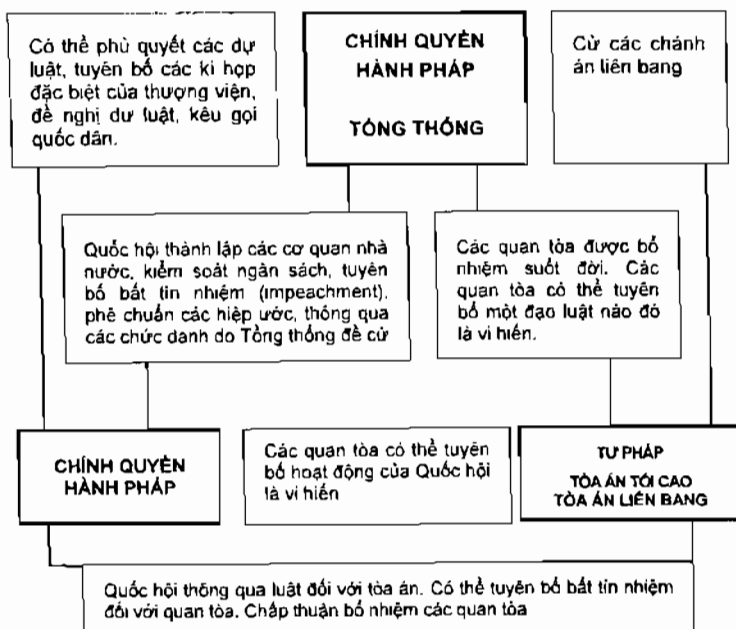 Có thể phủ quyết các dự
luật, tuyên bố các kì họp
đặc biệt của thượng viện,
đề nghị dư luật, kêu gọi
quốc dân.
CHÍNH QUYỀN
HÀNH PHÁP
TỔNG THỐNG
Cử các chánh
án liên bang
Quốc hội thành lập các cơ quan nhà
nước, kiểm soát ngân sách, tuyên
bố bất tin nhiệm (impeachment),
phê chuẩn các hiệp ước, thông qua
các chức danh do Tổng thống đề cử
Các quan tòa được bổ
nhiệm suốt đời. Các
quan tòa có thể tuyên
bố một đạo luật nào đó
là vi hiến.
CHÍNH QUYỀN
HÀNH PHÁP
Các quan tòa có thể tuyên
bố hoạt động của Quốc hội
là vi hiến
TƯ PHÁP
TÒA ÁN TỐI CAO
TÒA ÁN LIÊN BANG
Quốc hội thông qua luật đối với tòa án. Có thể tuyên bố bất tín nhiệm
đối với quan tòa. Chấp thuận bổ nhiệm các quan tòa